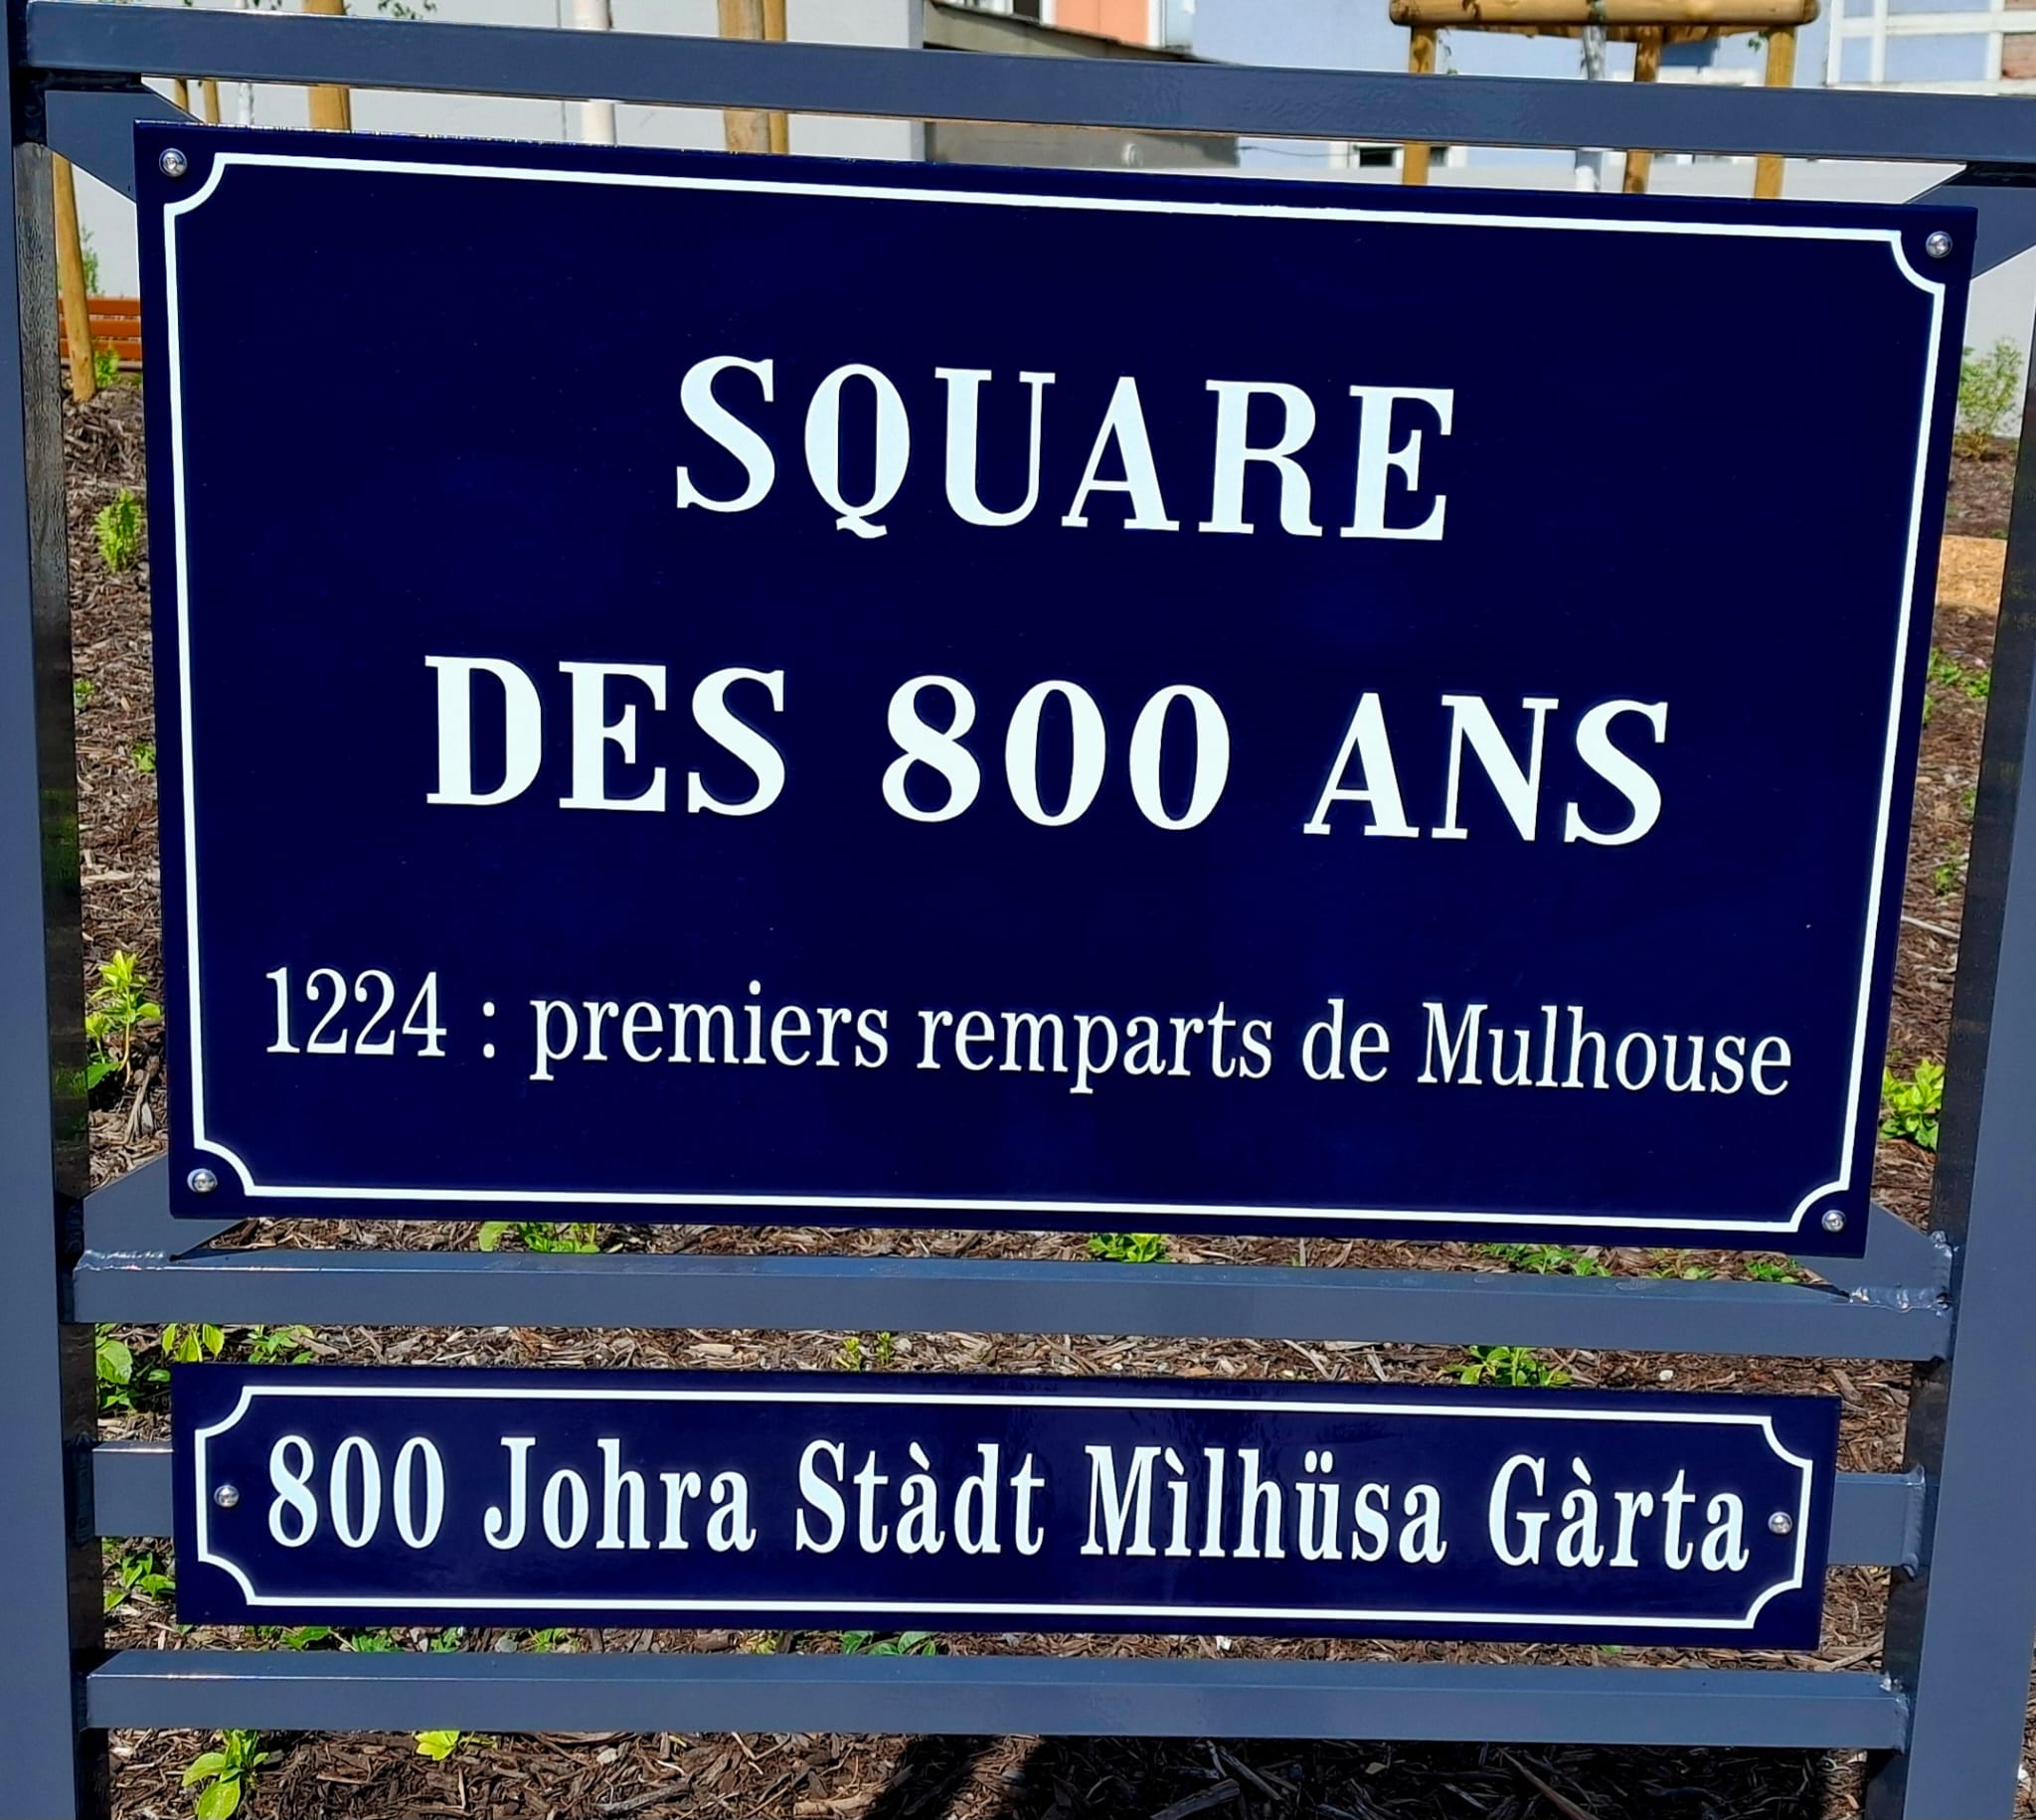 SQUARE
DES 800 ANS
1224 : premiers remparts de Mulhouse
800 Johra Stàdt Mìlhüsa Gàrta